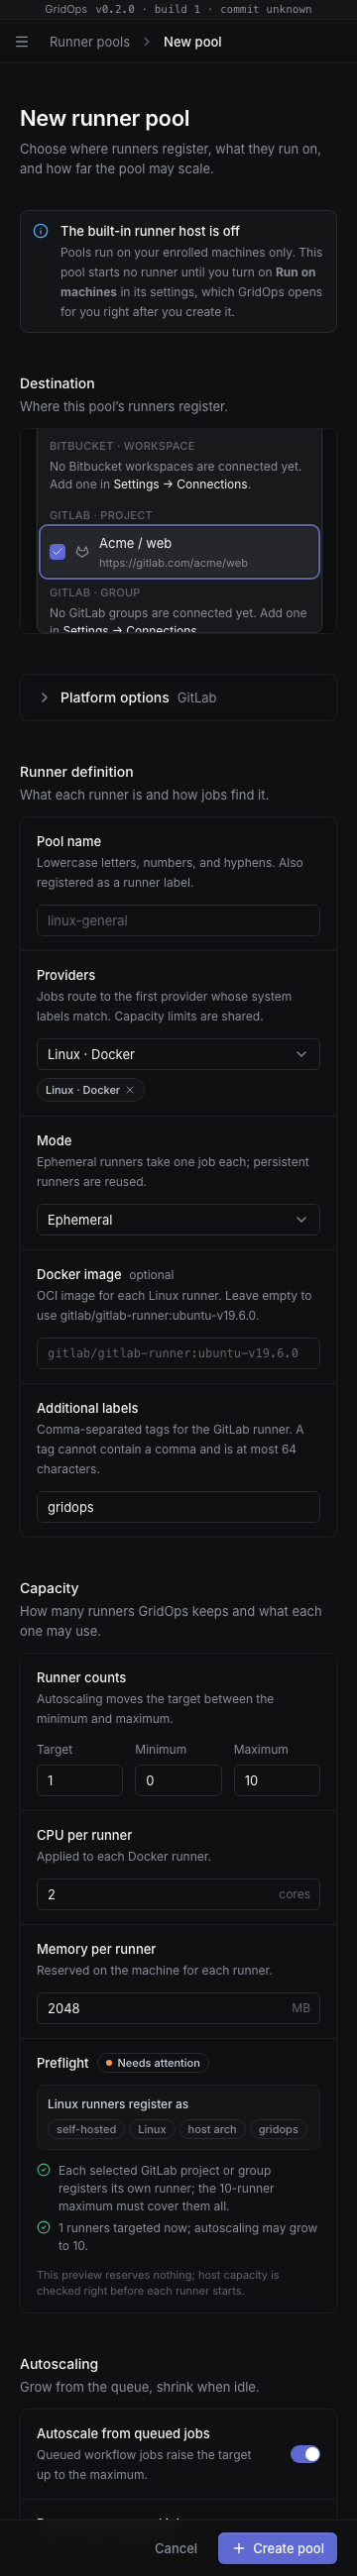 GridOps v0.2.0 · build 1 · commit unknown
Runner pools > New pool
New runner pool
Choose where runners register, what they run on,
and how far the pool may scale.
The built-in runner host is off
Pools run on your enrolled machines only. This
pool starts no runner until you turn on Run on
machines in its settings, which GridOps opens
for you right after you create it.
Destination
Where this pool's runners register.
BITBUCKET · WORKSPACE
No Bitbucket workspaces are connected yet.
Add one in Settings → Connections.
GITLAB · PROJECT
Acme / web
https://gitlab.com/acme/web
GITLAB · GROUP
No GitLab groups are connected yet. Add one
in Settings → Connections
Platform options GitLab
Runner definition
What each runner is and how jobs find it.
Pool name
Lowercase letters, numbers, and hyphens. Also
registered as a runner label.
linux-general
Providers
Jobs route to the first provider whose system
labels match. Capacity limits are shared.
Linux · Docker
Linux · Docker ×
Mode
Ephemeral runners take one job each; persistent
runners are reused.
Ephemeral
Docker image optional
OCI image for each Linux runner. Leave empty to
use gitlab/gitlab-runner:ubuntu-v19.6.0.
gitlab/gitlab-runner:ubuntu-v19.6.0
Additional labels
Comma-separated tags for the GitLab runner. A
tag cannot contain a comma and is at most 64
characters.
gridops
Capacity
How many runners GridOps keeps and what each
one may use.
Runner counts
Autoscaling moves the target between the
minimum and maximum.
Target Minimum Maximum
1 0 10
CPU per runner
Applied to each Docker runner.
2 cores
Memory per runner
Reserved on the machine for each runner.
2048 MB
Preflight Needs attention
Linux runners register as
self-hosted Linux host arch gridops
Each selected GitLab project or group
registers its own runner; the 10-runner
maximum must cover them all.
1 runners targeted now; autoscaling may grow
to 10.
This preview reserves nothing; host capacity is
checked right before each runner starts.
Autoscaling
Grow from the queue, shrink when idle.
Autoscale from queued jobs
Queued workflow jobs raise the target
up to the maximum.
Cancel + Create pool